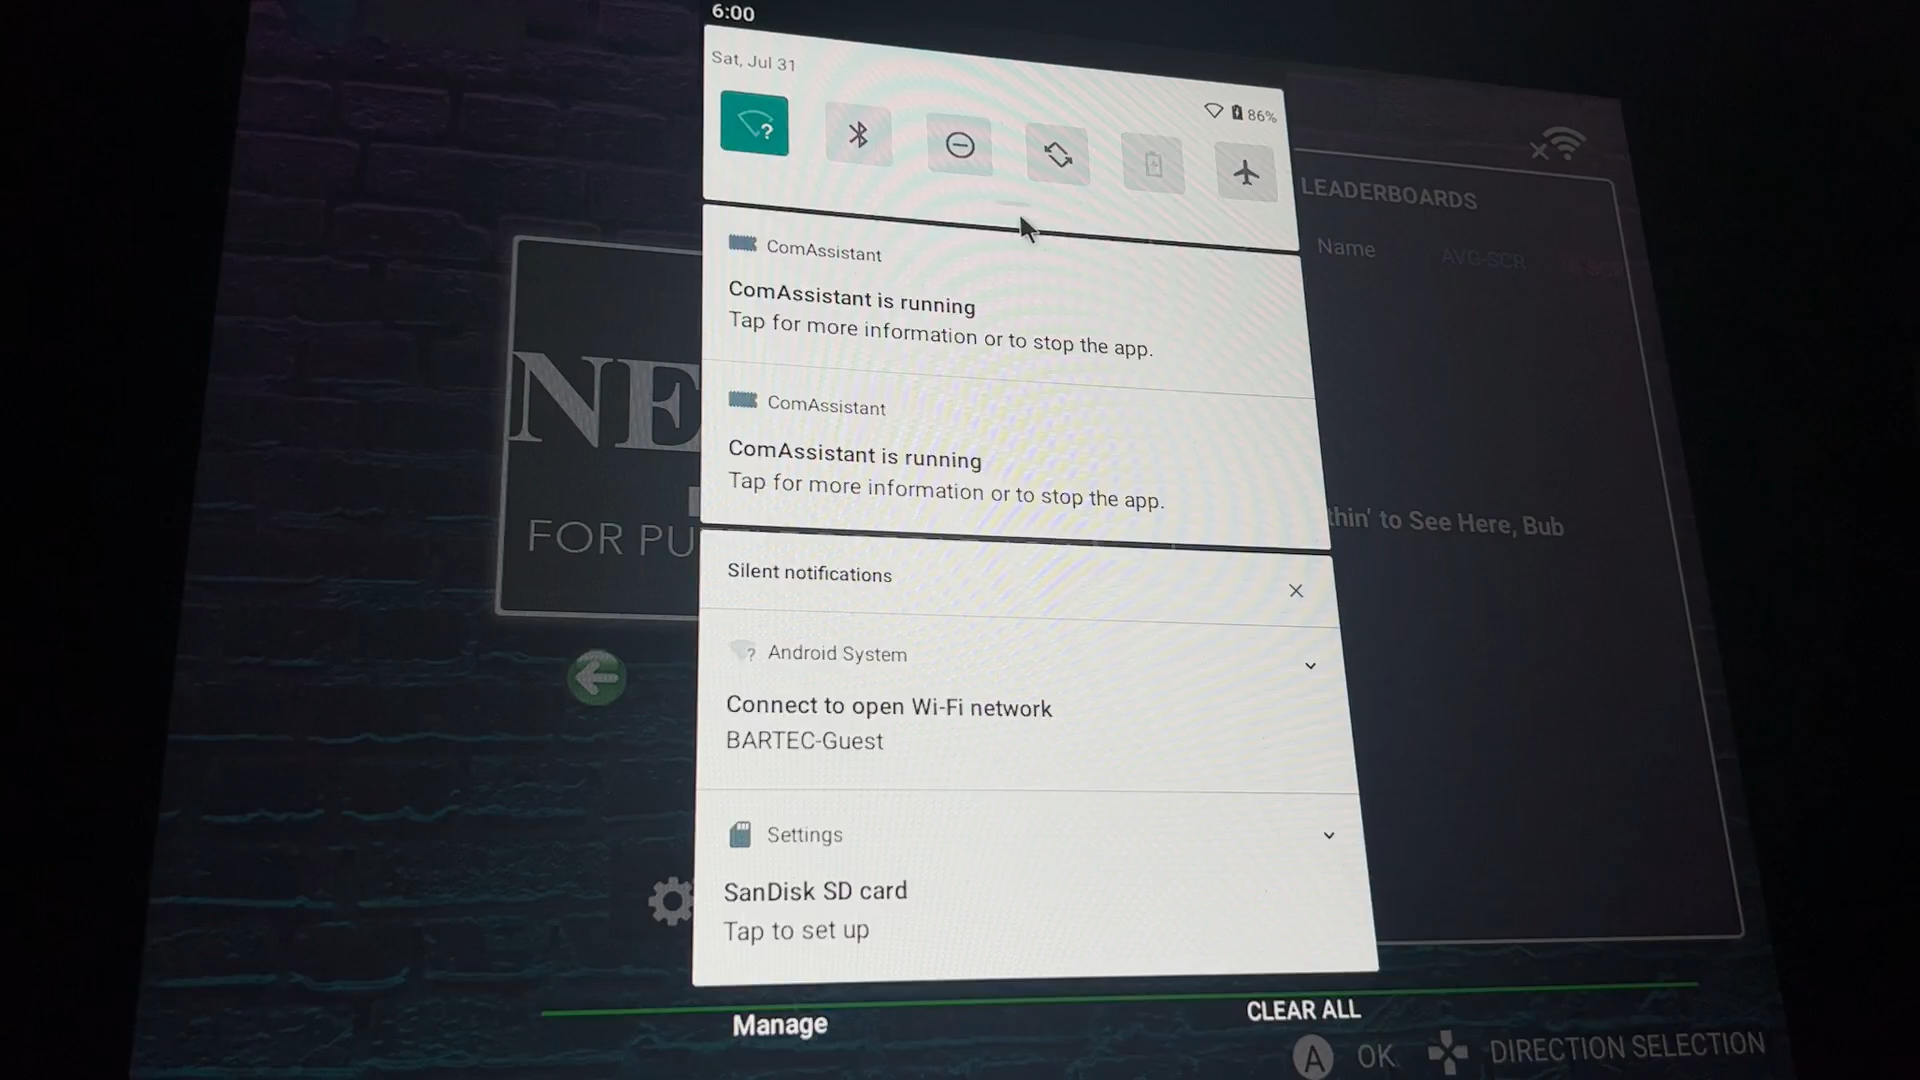 6:00
Sat, Jul 31
86%
ComAssistant
ComAssistant is running
Tap for more information or to stop the app.
ComAssistant
ComAssistant is running
Tap for more information or to stop the app.
Silent notifications
Android System
Connect to open Wi-Fi network
BARTEC-Guest
Settings
SanDisk SD card
Tap to set up
Manage
CLEAR ALL
NE
FOR PU
LEADERBOARDS
Name AVG-SCR
thin' to See Here, Bub
A OK DIRECTION SELECTION